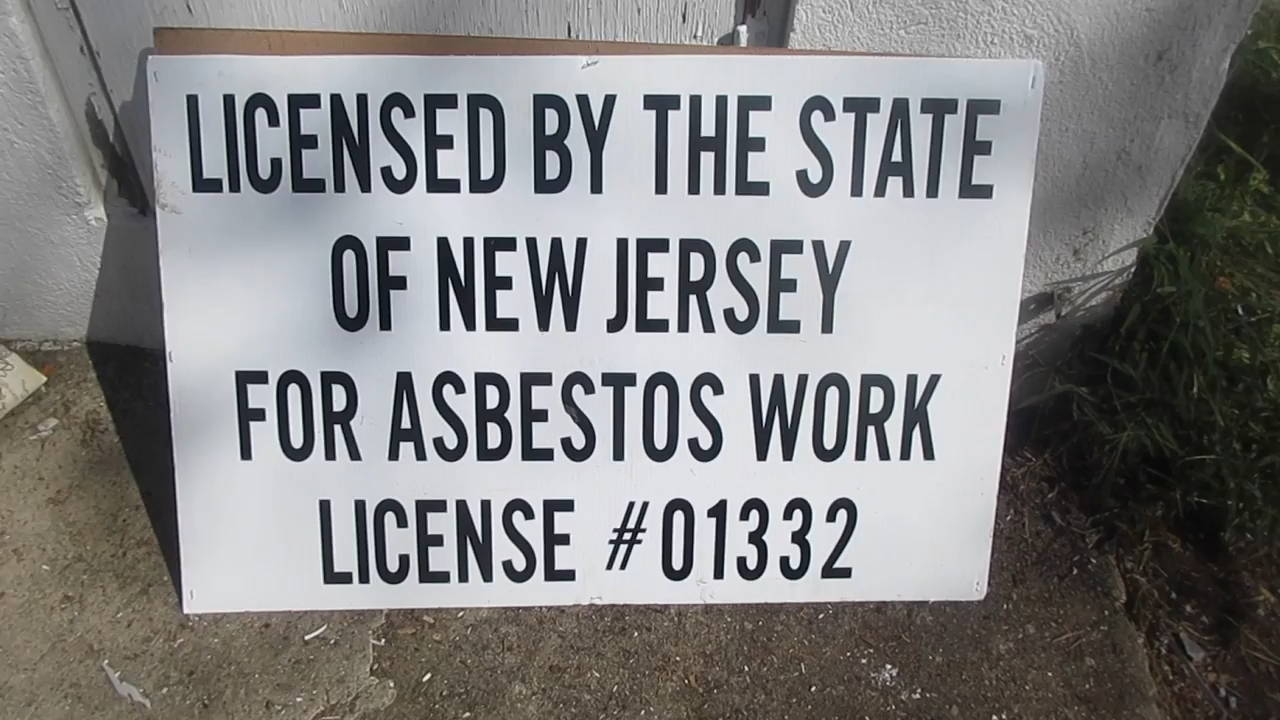 LICENSED BY THE STATE
OF NEW JERSEY
FOR ASBESTOS WORK
LICENSE #01332